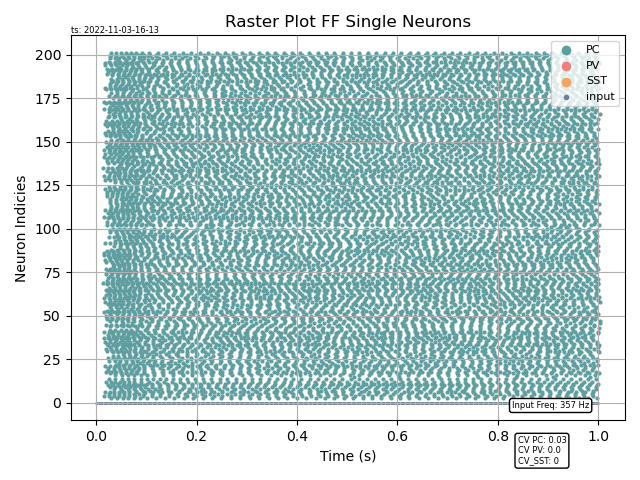 Raster Plot FF Single Neurons
ts: 2022-11-03-16-13
PC
PV
SST
input
200
175
150
125
100
75
50
25
0
Neuron Indicies
Input Freq: 357 Hz
0.0 0.2 0.4 0.6 0.8 1.0
Time (s)
CV PC: 0.03
CV PV: 0.0
CV_SST: 0